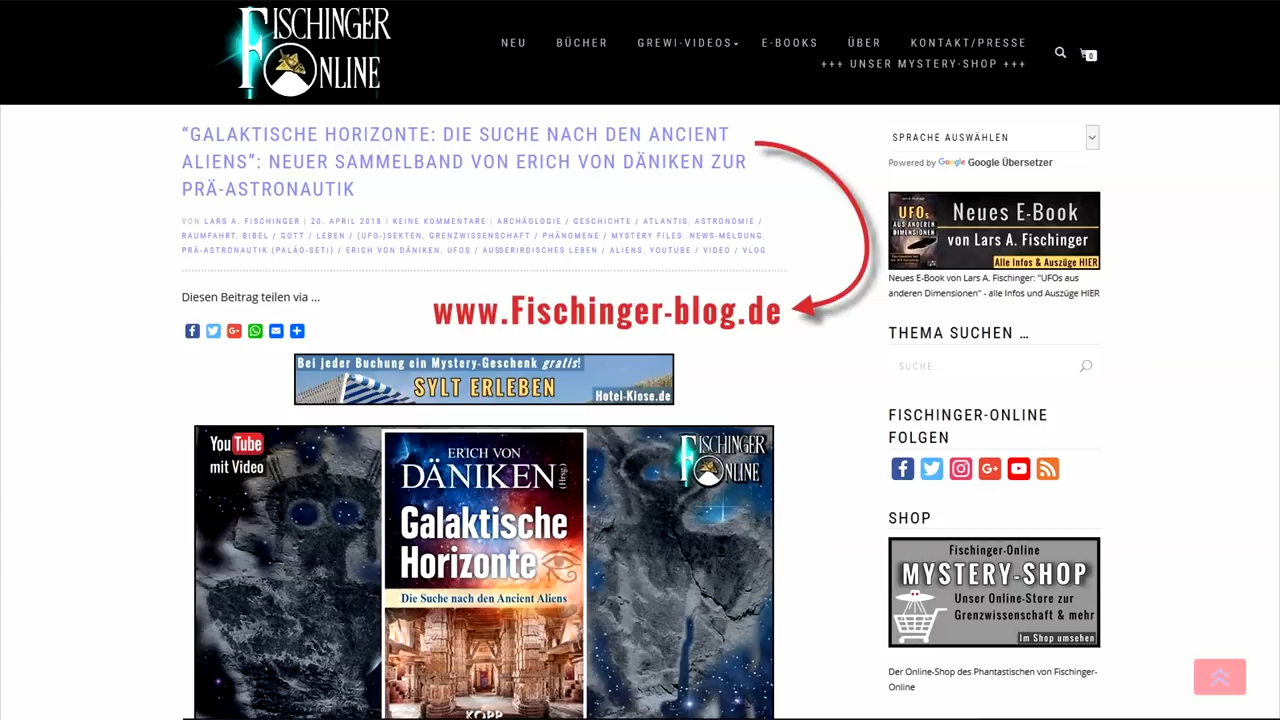 FISCHINGER
ONLINE
NEU
BÜCHER
GREWI-VIDEOS
E-BOOKS
ÜBER
KONTAKT/PRESSE
+++ UNSER MYSTERY-SHOP +++
0
“GALAKTISCHE HORIZONTE: DIE SUCHE NACH DEN ANCIENT
ALIENS”: NEUER SAMMELBAND VON ERICH VON DÄNIKEN ZUR
PRÄ-ASTRONAUTIK
VON LARS A. FISCHINGER | 20. APRIL 2018 | KEINE KOMMENTARE | ARCHÄOLOGIE / GESCHICHTE / ATLANTIS, ASTRONOMIE /
RAUMFAHRT, BIBEL / GOTT / LEBEN / (UFO-)SEKTEN, GRENZWISSENSCHAFT / PHÄNOMENE / MYSTERY FILES, NEWS-MELDUNG,
PRÄ-ASTRONAUTIK (PALÄO-SETI) / ERICH VON DÄNIKEN, UFOS / AUSSERIRDISCHES LEBEN / ALIENS, YOUTUBE / VIDEO / VLOG
Diesen Beitrag teilen via ...
www.Fischinger-blog.de
Bei jeder Buchung ein Mystery-Geschenk gratis!
SYLT ERLEBEN
Hotel-Klose.de
YouTube
mit Video
ERICH VON
DÄNIKEN
(Hrsg.)
Galaktische
Horizonte
Die Suche nach den Ancient Aliens
KOPP
FISCHINGER
ONLINE
SPRACHE AUSWÄHLEN
Powered by Google Google Übersetzer
UFOs
AUS ANDEREN
DIMENSIONEN
Neues E-Book
von Lars A. Fischinger
Alle Infos & Auszüge HIER
Neues E-Book von Lars A. Fischinger: "UFOs aus
anderen Dimensionen" - alle Infos und Auszüge HIER
THEMA SUCHEN …
SUCHE …
FISCHINGER-ONLINE
FOLGEN
SHOP
Fischinger-Online
MYSTERY-SHOP
Unser Online-Store zur
Grenzwissenschaft & mehr
Im Shop umsehen
Der Online-Shop des Phantastischen von Fischinger-
Online